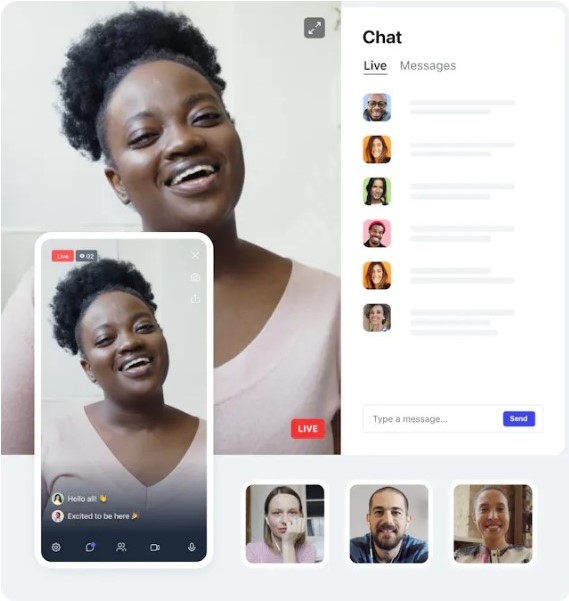 Chat
Live Messages
Live 02
LIVE
Type a message... Send
Hello all! 👋
Excited to be here 🎉